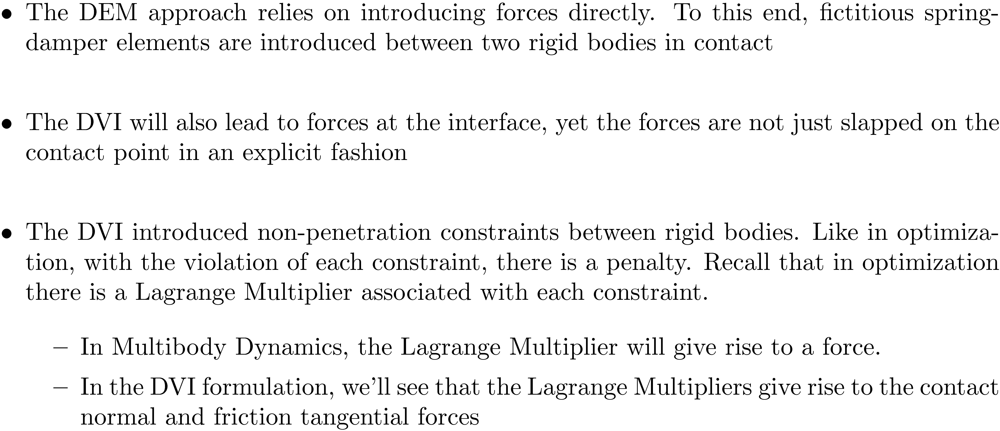 • The DEM approach relies on introducing forces directly. To this end, fictitious spring-
damper elements are introduced between two rigid bodies in contact
• The DVI will also lead to forces at the interface, yet the forces are not just slapped on the
contact point in an explicit fashion
• The DVI introduced non-penetration constraints between rigid bodies. Like in optimiza-
tion, with the violation of each constraint, there is a penalty. Recall that in optimization
there is a Lagrange Multiplier associated with each constraint.
– In Multibody Dynamics, the Lagrange Multiplier will give rise to a force.
– In the DVI formulation, we'll see that the Lagrange Multipliers give rise to the contact
normal and friction tangential forces